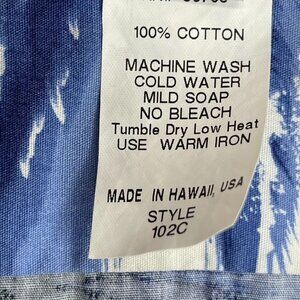 100% COTTON
MACHINE WASH
COLD WATER
MILD SOAP
NO BLEACH
Tumble Dry Low Heat
USE WARM IRON
MADE IN HAWAII, USA
STYLE
102C